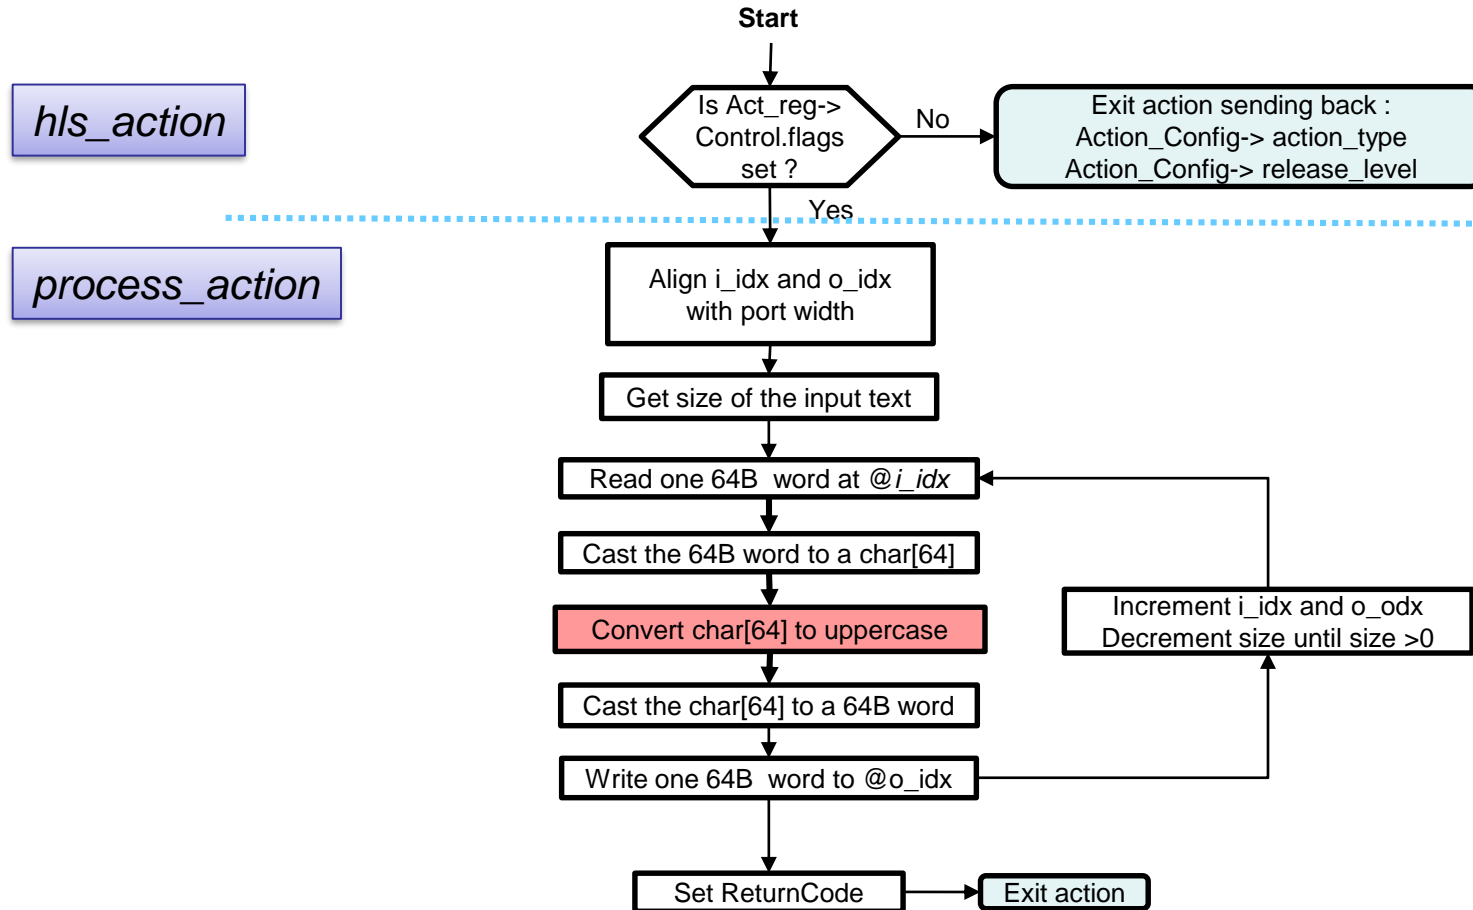 Start
hls_action
Is Act_reg->
Control.flags
set ?
No
Exit action sending back :
Action_Config-> action_type
Action_Config-> release_level
Yes
process_action
Align i_idx and o_idx
with port width
Get size of the input text
Read one 64B word at @i_idx
Cast the 64B word to a char[64]
Convert char[64] to uppercase
Increment i_idx and o_odx
Decrement size until size >0
Cast the char[64] to a 64B word
Write one 64B word to @o_idx
Set ReturnCode
Exit action